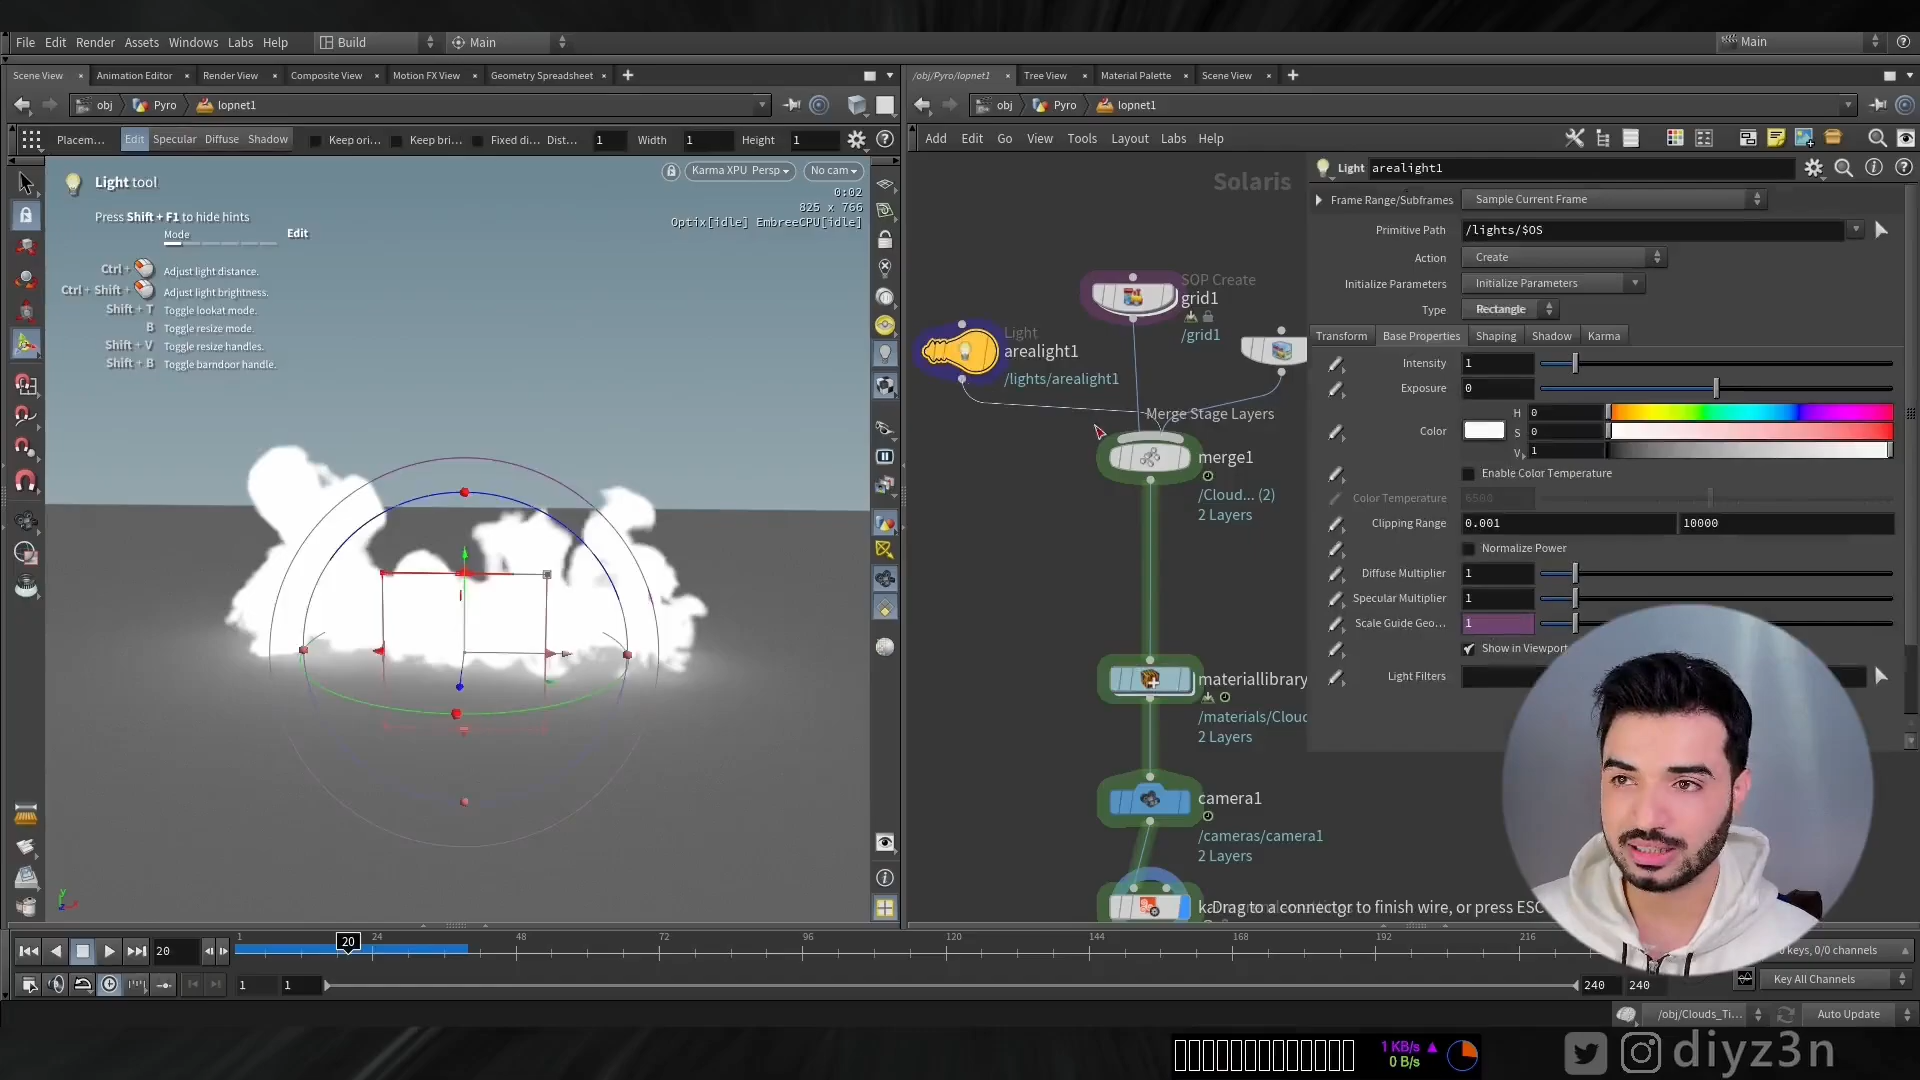 File Edit Render Assets Windows Labs Help Build Main Main
Scene View Animation Editor Render View Composite View Motion FX View Geometry Spreadsheet
/obj/Pyro/lopnet1 Tree View Material Palette Scene View
obj Pyro lopnet1
obj Pyro lopnet1
Placem... Edit Specular Diffuse Shadow Keep ori... Keep bri... Fixed di... Dist... 1 Width 1 Height 1
Add Edit Go View Tools Layout Labs Help
Light tool
Karma XPU Persp No cam
0:02
825 x 766
Optix[idle] EmbreeCPU[idle]
Press Shift + F1 to hide hints
Mode Edit
Ctrl + Adjust light distance.
Ctrl + Shift + Adjust light brightness.
Shift + T Toggle lookat mode.
B Toggle resize mode.
Shift + V Toggle resize handles.
Shift + B Toggle barndoor handle.
Solaris
SOP Create
grid1
/grid1
Light
arealight1
/lights/arealight1
Merge Stage Layers
merge1
/Cloud... (2)
2 Layers
materiallibrary
/materials/Cloud
2 Layers
camera1
/cameras/camera1
2 Layers
Drag to a connector to finish wire, or press ESC
Light arealight1
Frame Range/Subframes Sample Current Frame
Primitive Path /lights/$OS
Action Create
Initialize Parameters Initialize Parameters
Type Rectangle
Transform Base Properties Shaping Shadow Karma
Intensity 1
Exposure 0
H 0
Color S 0
V 1
Enable Color Temperature
Color Temperature 6500
Clipping Range 0.001 10000
Normalize Power
Diffuse Multiplier 1
Specular Multiplier 1
Scale Guide Geo... 1
Show in Viewport
Light Filters
20 1 20 24 48 72 96 120 144 168 192 216
0 keys, 0/0 channels
1 1 240 240 Key All Channels
/obj/Clouds_Ti... Auto Update
1 KB/s
0 B/s
diyz3n